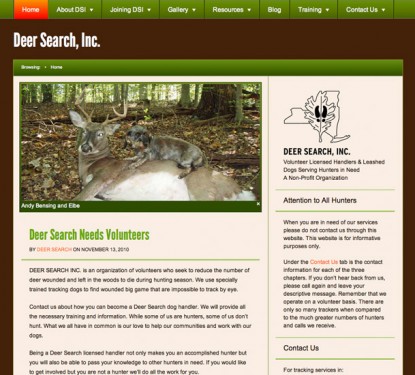 Home
About DSI
Joining DSI
Gallery
Resources
Blog
Training
Contact Us
Deer Search, Inc.
Browsing: Home
Andy Bensing and Elbe
Deer Search Needs Volunteers
BY DEER SEARCH ON NOVEMBER 13, 2010
DEER SEARCH INC. is an organization of volunteers who seek to reduce the number of
deer wounded and left in the woods to die during hunting season. We use specially
trained tracking dogs to find wounded big game that are impossible to track by eye.
Contact us about how you can become a Deer Search dog handler. We will provide all
the necessary training and information. While some of us are hunters, some of us don't
hunt. What we all have in common is our love to help our communities and work with our
dogs.
Being a Deer Search licensed handler not only makes you an accomplished hunter but
you will also be able to pass your knowledge to other hunters in need. If you would like
to get involved but you are not a hunter we'll do all the work for you.
DEER SEARCH, INC.
Volunteer Licensed Handlers & Leashed
Dogs Serving Hunters in Need
A Non-Profit Organization
Attention to All Hunters
When you are in need of our services
please do not contact us through this
website. This website is for informative
purposes only.
Under the Contact Us tab is the contact
information for each of the three
chapters. If you don't hear back from us,
please call again and leave your
descriptive message. Remember that we
operate on a volunteer basis. There are
only so many trackers when compared
to the much greater numbers of hunters
and calls we receive.
Contact Us
For tracking services in: